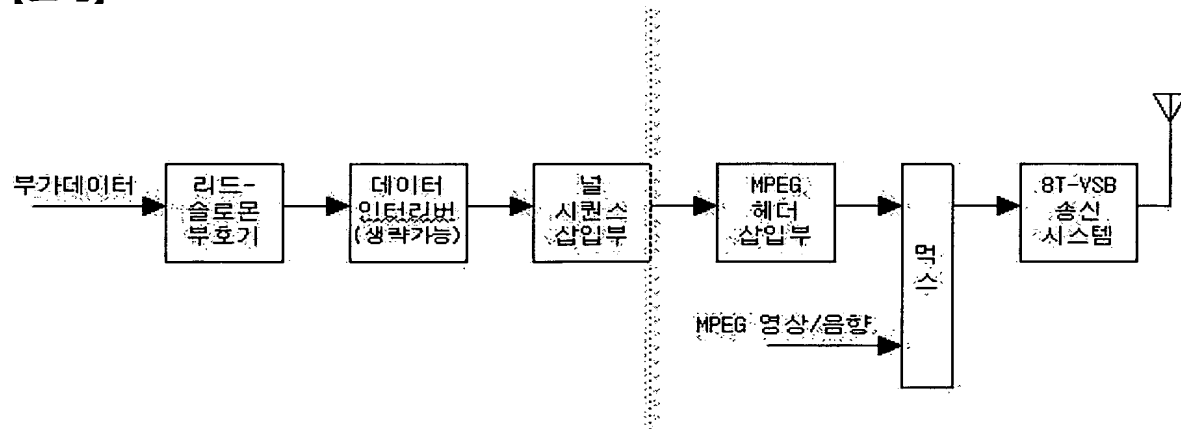 부가데이터
리드-
솔로몬
부호기
데이터
인터리버
(생략가능)
널
시퀀스
삽입부
MPEG
헤더
삽입부
MPEG 영상/음향
먹
스
8T-VSB
송신
시스템